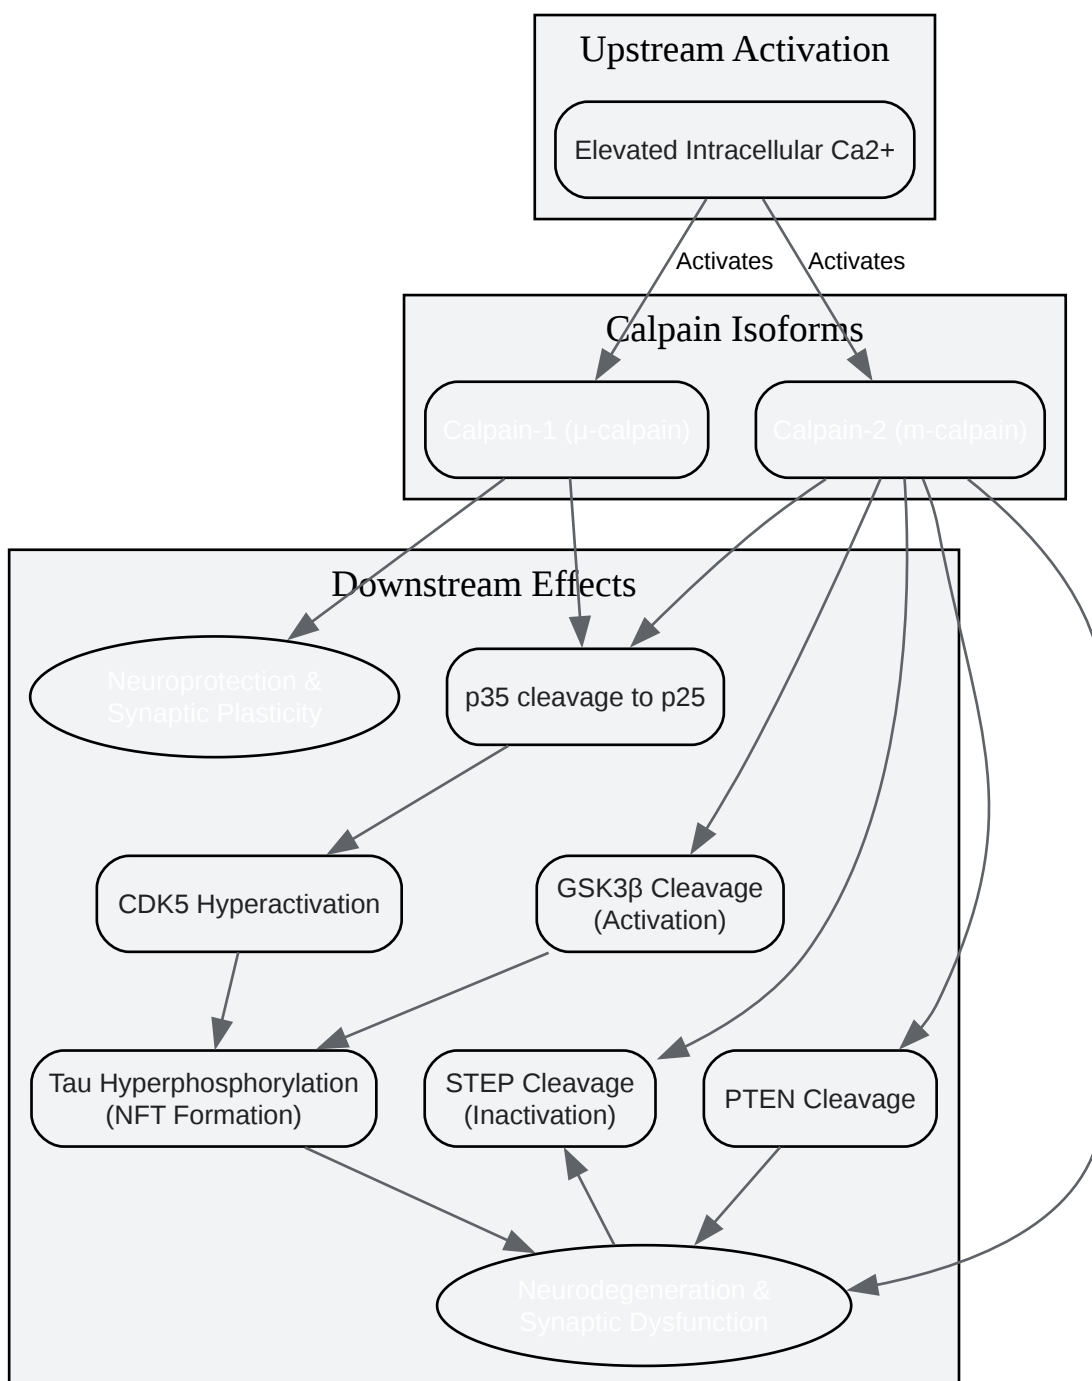 Upstream Activation
Elevated Intracellular Ca2+
Activates
Activates
Calpain Isoforms
Calpain-1 (μ-calpain)
Calpain-2 (m-calpain)
Downstream Effects
Neuroprotection &
Synaptic Plasticity
p35 cleavage to p25
CDK5 Hyperactivation
GSK3β Cleavage
(Activation)
Tau Hyperphosphorylation
(NFT Formation)
STEP Cleavage
(Inactivation)
PTEN Cleavage
Neurodegeneration &
Synaptic Dysfunction